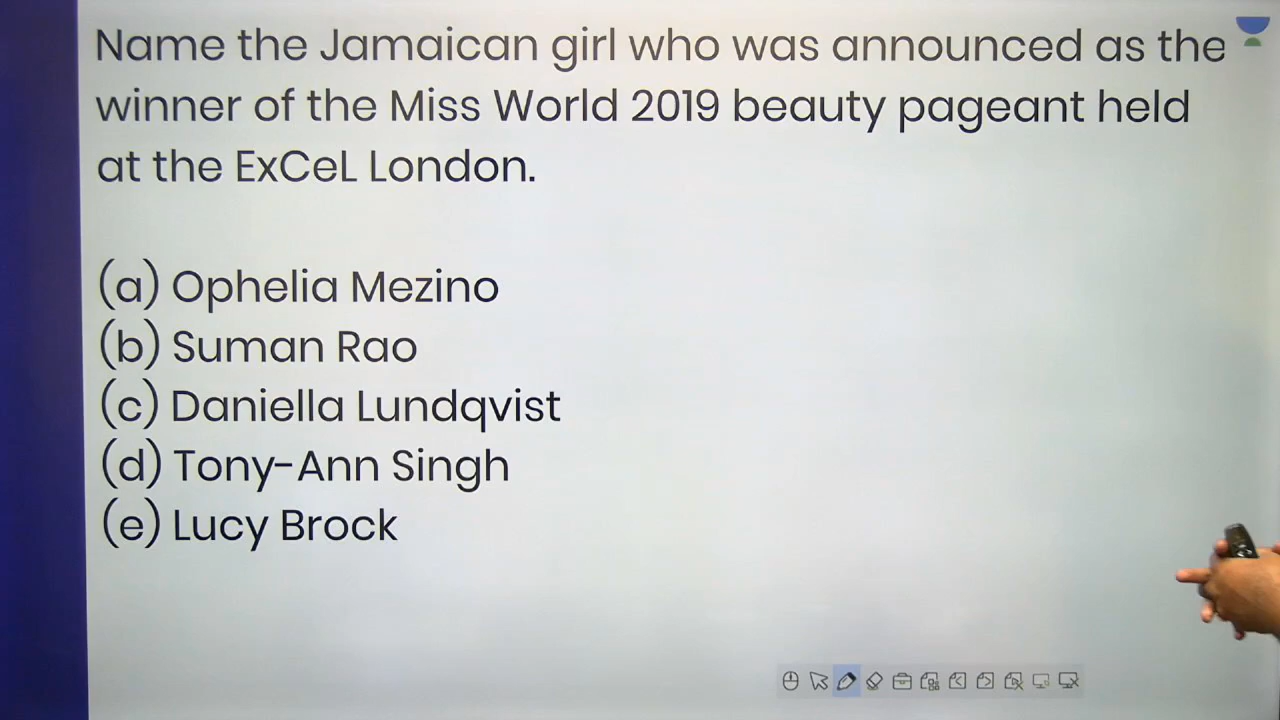 Name the Jamaican girl who was announced as the
winner of the Miss World 2019 beauty pageant held
at the ExCeL London.
(a) Ophelia Mezino
(b) Suman Rao
(c) Daniella Lundqvist
(d) Tony-Ann Singh
(e) Lucy Brock